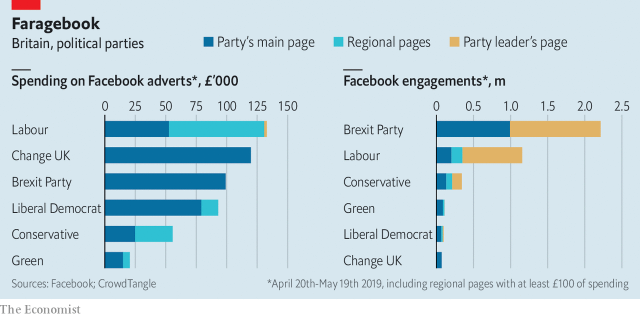 Faragebook
Britain, political parties
Party's main page
Regional pages
Party leader's page
Spending on Facebook adverts*, £'000
0 25 50 75 100 125 150
Labour
Change UK
Brexit Party
Liberal Democrat
Conservative
Green
Facebook engagements*, m
0 0.5 1.0 1.5 2.0 2.5
Brexit Party
Labour
Conservative
Green
Liberal Democrat
Change UK
Sources: Facebook; CrowdTangle
*April 20th-May 19th 2019, including regional pages with at least £100 of spending
The Economist